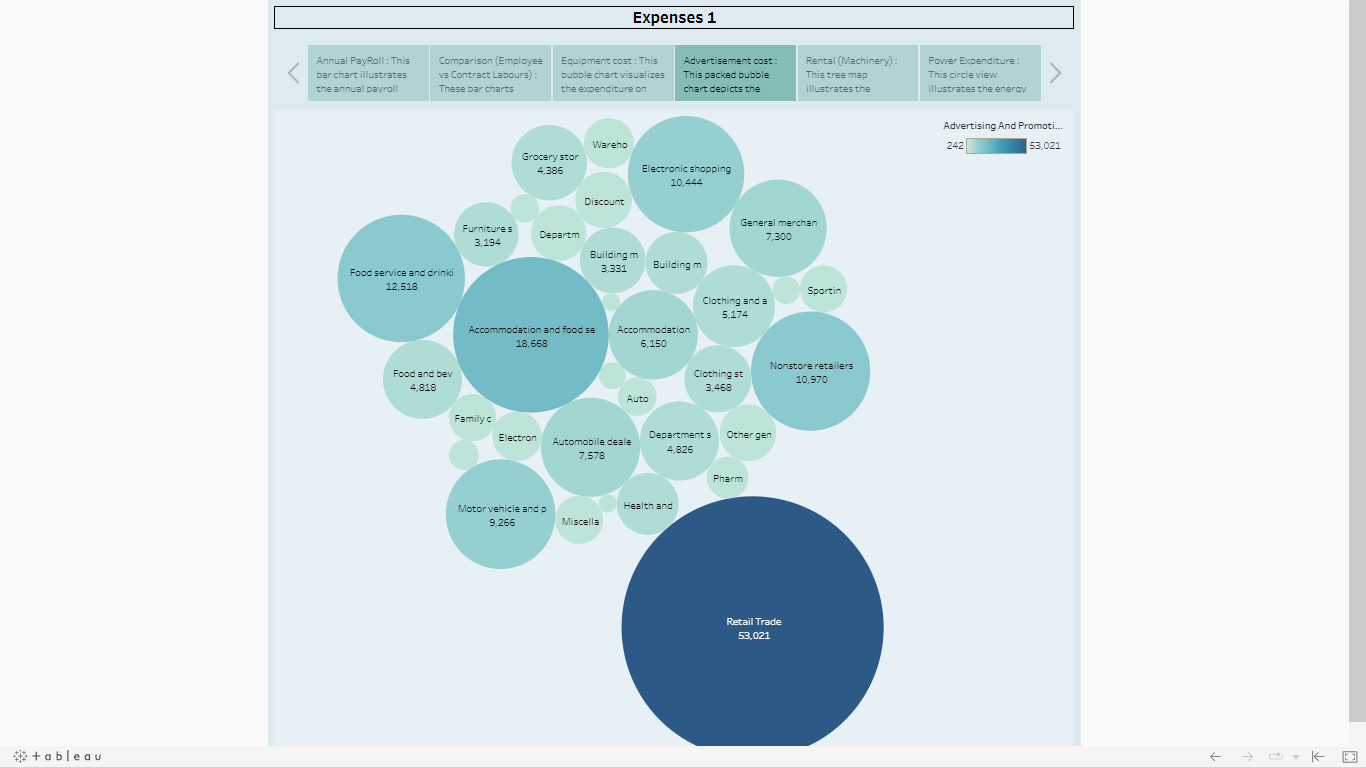 Expenses 1
Annual PayRoll : This
bar chart illustrates
the annual payroll
Comparison (Employee
vs Contract Labours) :
These bar charts
Equipment cost : This
bubble chart visualizes
the expenditure on
Advertisement cost :
This packed bubble
chart depicts the
Rental (Machinery) :
This tree map
illustrates the
Power Expenditure :
This circle view
illustrates the energy
Advertising And Promoti...
242
53,021
Wareho
Grocery stor
4,386
Electronic shopping
10,444
Discount
General merchan
7,300
Furniture s
3,194
Departm
Building m
3,331
Building m
Food service and drinki
12,518
Sportin
Clothing and a
5,174
Accommodation and food se
18,668
Accommodation
6,150
Nonstore retailers
10,970
Food and bev
4,818
Clothing st
3,468
Auto
Family c
Electron
Automobile deale
7,578
Department s
4,826
Other gen
Pharm
Motor vehicle and p
9,266
Miscella
Health and
Retail Trade
53,021
+ableau